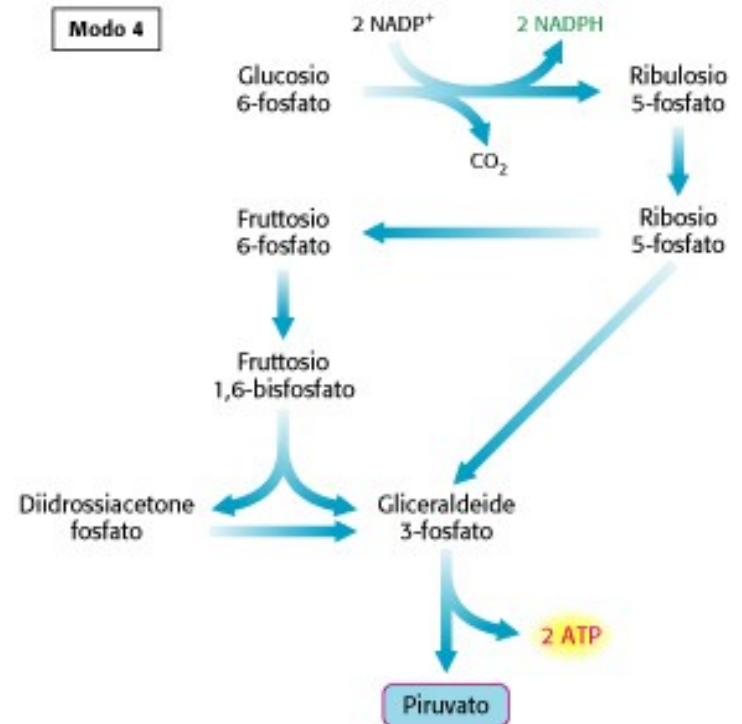 Modo 4
2 NADP⁺
2 NADPH
Glucosio
6-fosfato
Ribulosio
5-fosfato
CO₂
Fruttosio
6-fosfato
Ribosio
5-fosfato
Fruttosio
1,6-bisfosfato
Diidrossiacetone
fosfato
Gliceraldeide
3-fosfato
2 ATP
Piruvato